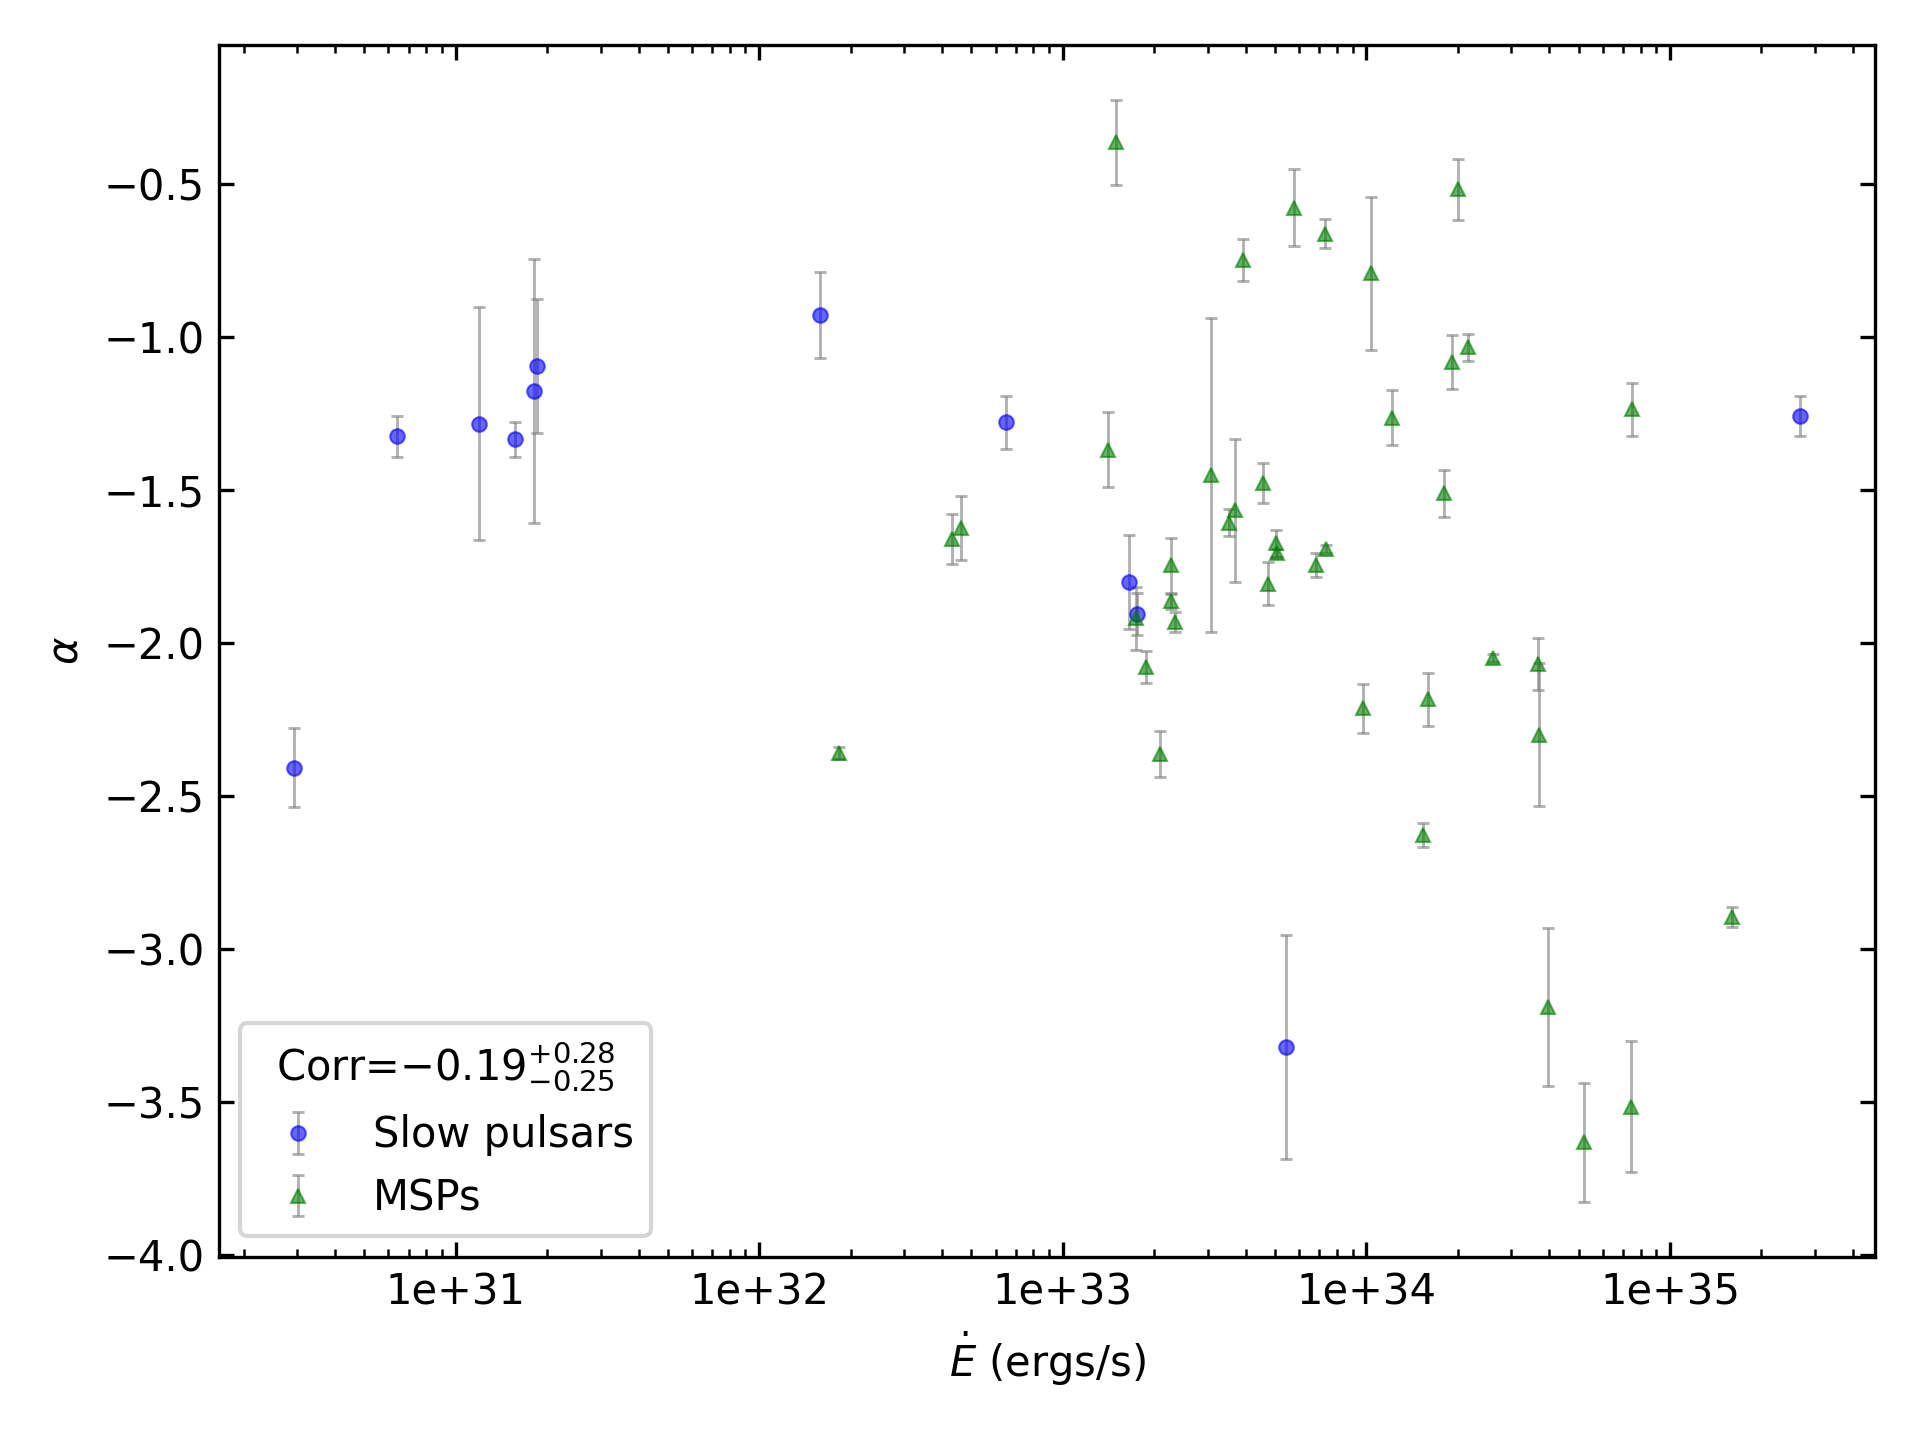 −0.5
−1.0
−1.5
−2.0
−2.5
−3.0
−3.5
−4.0
α
Corr=−0.19+0.28−0.25
Slow pulsars
MSPs
1e+31 1e+32 1e+33 1e+34 1e+35
Ė (ergs/s)